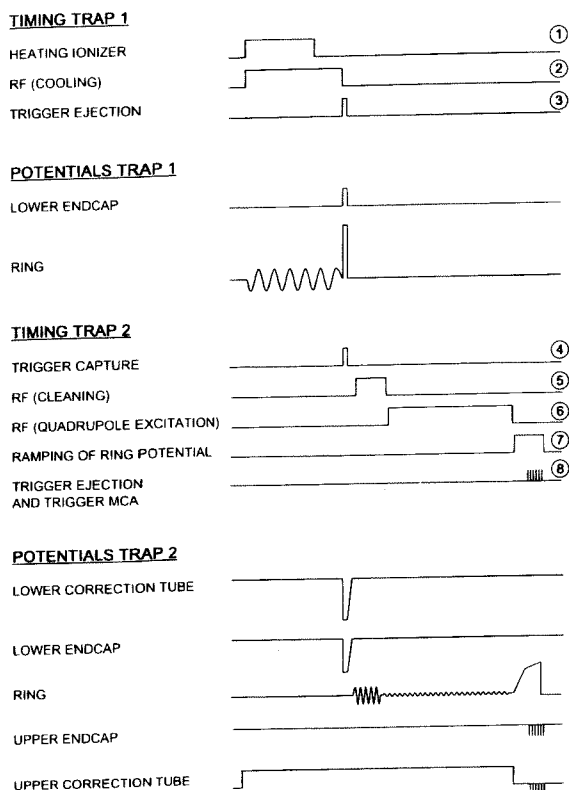 TIMING TRAP 1
HEATING IONIZER
1
RF (COOLING)
2
TRIGGER EJECTION
3
POTENTIALS TRAP 1
LOWER ENDCAP
RING
TIMING TRAP 2
TRIGGER CAPTURE
4
RF (CLEANING)
5
RF (QUADRUPOLE EXCITATION)
6
RAMPING OF RING POTENTIAL
7
TRIGGER EJECTION
AND TRIGGER MCA
8
POTENTIALS TRAP 2
LOWER CORRECTION TUBE
LOWER ENDCAP
RING
UPPER ENDCAP
UPPER CORRECTION TUBE